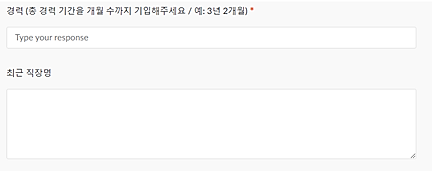 경력 (총 경력 기간을 개월 수까지 기입해주세요 / 예: 3년 2개월) *
Type your response
최근 직장명